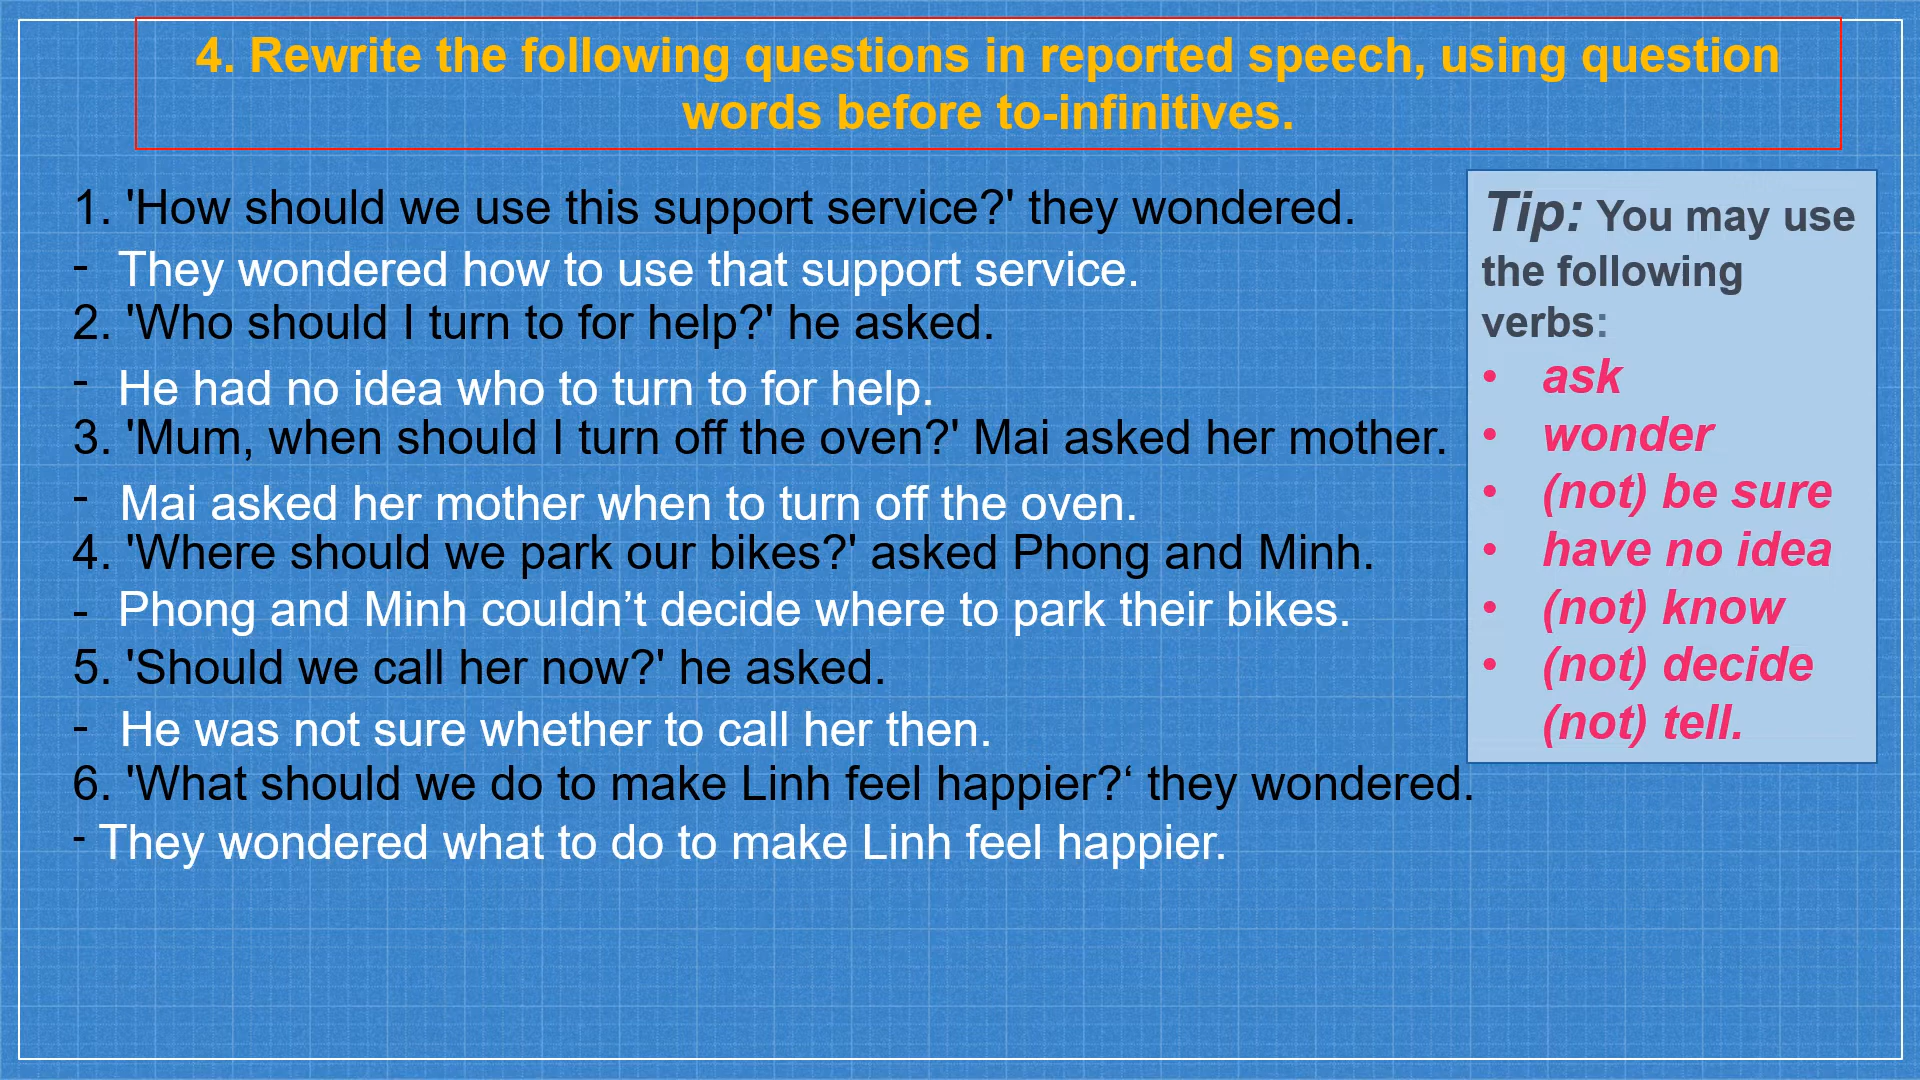 4. Rewrite the following questions in reported speech, using question
words before to-infinitives.
1. 'How should we use this support service?' they wondered.
- They wondered how to use that support service.
2. 'Who should I turn to for help?' he asked.
- He had no idea who to turn to for help.
3. 'Mum, when should I turn off the oven?' Mai asked her mother.
- Mai asked her mother when to turn off the oven.
4. 'Where should we park our bikes?' asked Phong and Minh.
- Phong and Minh couldn’t decide where to park their bikes.
5. 'Should we call her now?' he asked.
- He was not sure whether to call her then.
6. 'What should we do to make Linh feel happier?‘ they wondered.
- They wondered what to do to make Linh feel happier.
Tip: You may use
the following
verbs:
• ask
• wonder
• (not) be sure
• have no idea
• (not) know
• (not) decide
(not) tell.